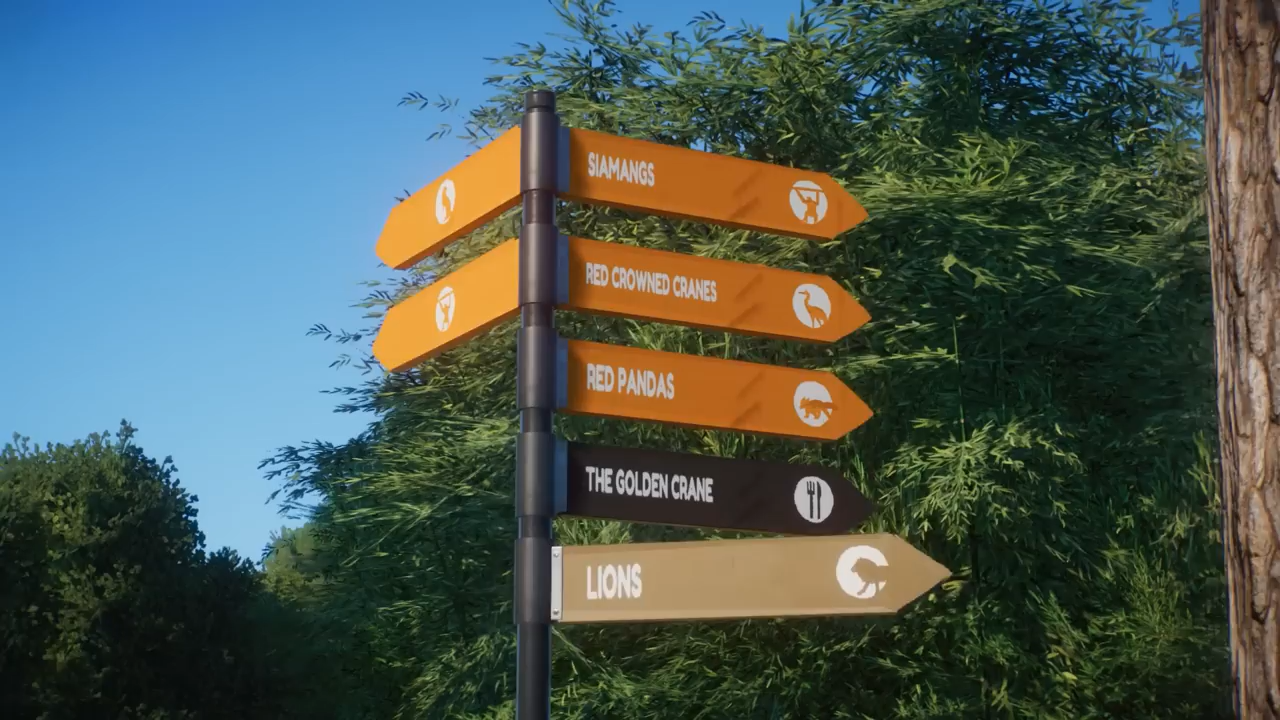 SIAMANGS
RED CROWNED CRANES
RED PANDAS
THE GOLDEN CRANE
LIONS